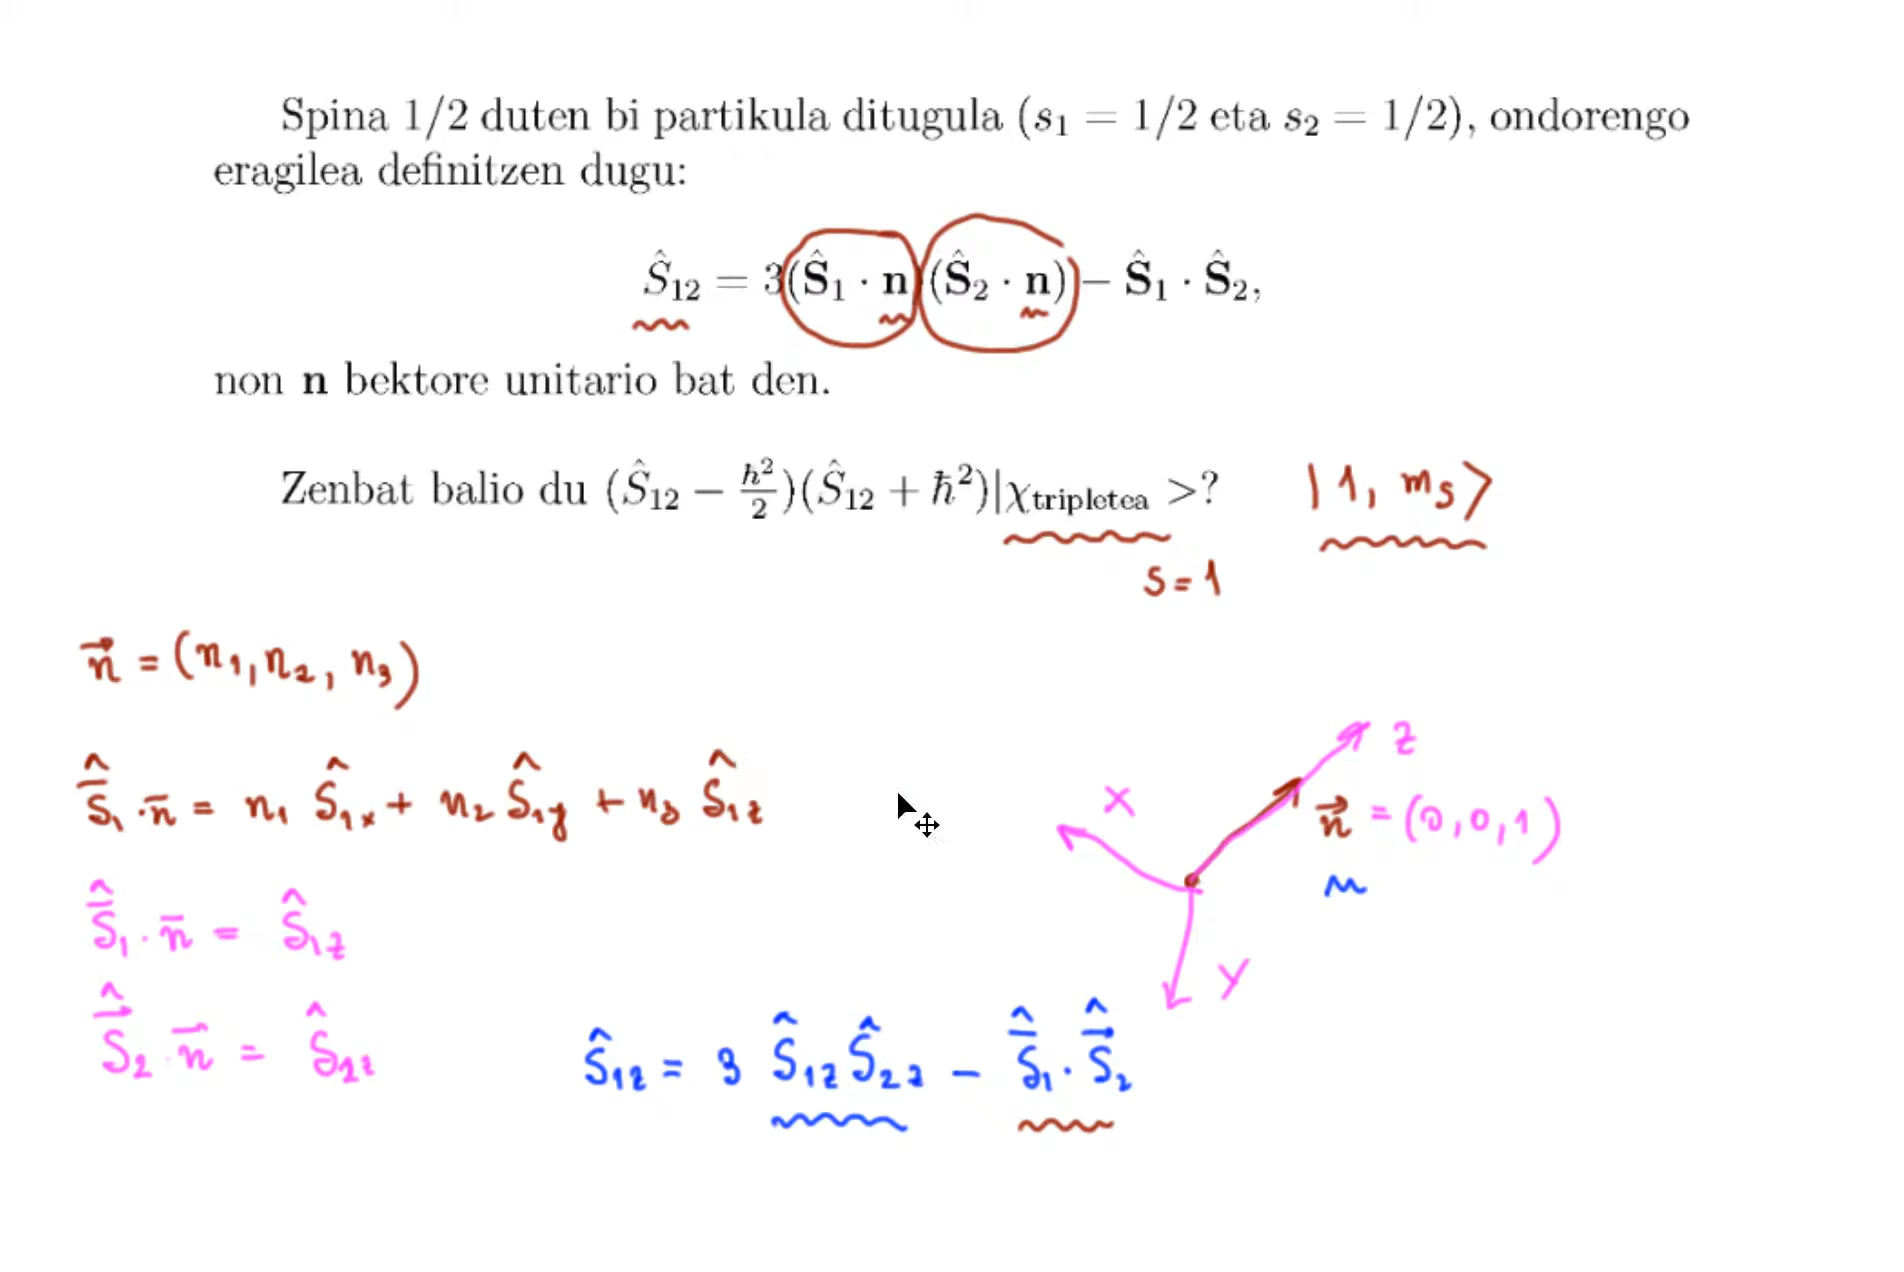 Spina 1/2 duten bi partikula ditugula (s₁ = 1/2 eta s₂ = 1/2), ondorengo
eragilea definitzen dugu:
Ŝ₁₂ = 3(Ŝ₁ · n)(Ŝ₂ · n) − Ŝ₁ · Ŝ₂,
non n bektore unitario bat den.
Zenbat balio du (Ŝ₁₂ − ℏ²/2)(Ŝ₁₂ + ℏ²)|χtripletea >? |1, mₛ⟩
S = 1
n⃗ = (n₁, n₂, n₃)
Ŝ₁ · n̄ = n₁ Ŝ₁ₓ + n₂ Ŝ₁y + n₃ Ŝ₁z
z
x
n⃗ = (0,0,1)
Ŝ₁ · n̄ = Ŝ₁z
y
Ŝ₂ · n⃗ = Ŝ₂z
Ŝ₁₂ = 3 Ŝ₁z Ŝ₂z − Ŝ₁ · Ŝ₂